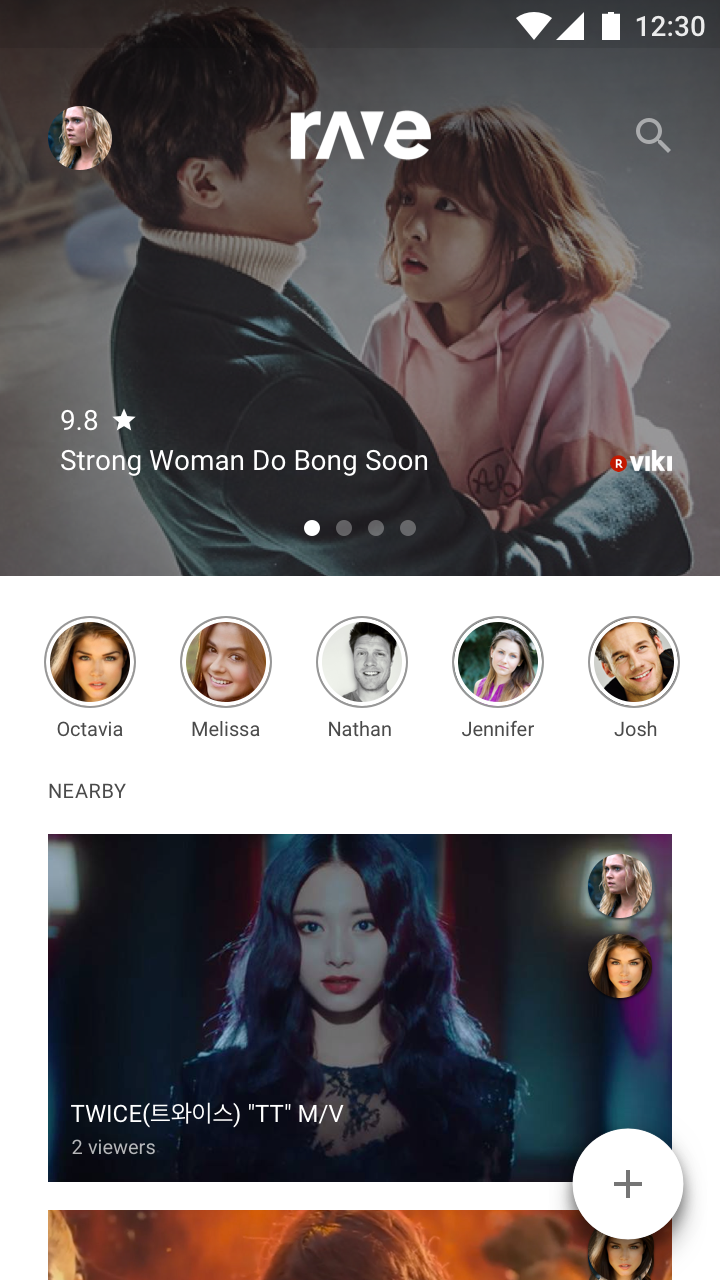 12:30
rave
9.8
Strong Woman Do Bong Soon
R viki
Octavia
Melissa
Nathan
Jennifer
Josh
NEARBY
TWICE(트와이스) "TT" M/V
2 viewers